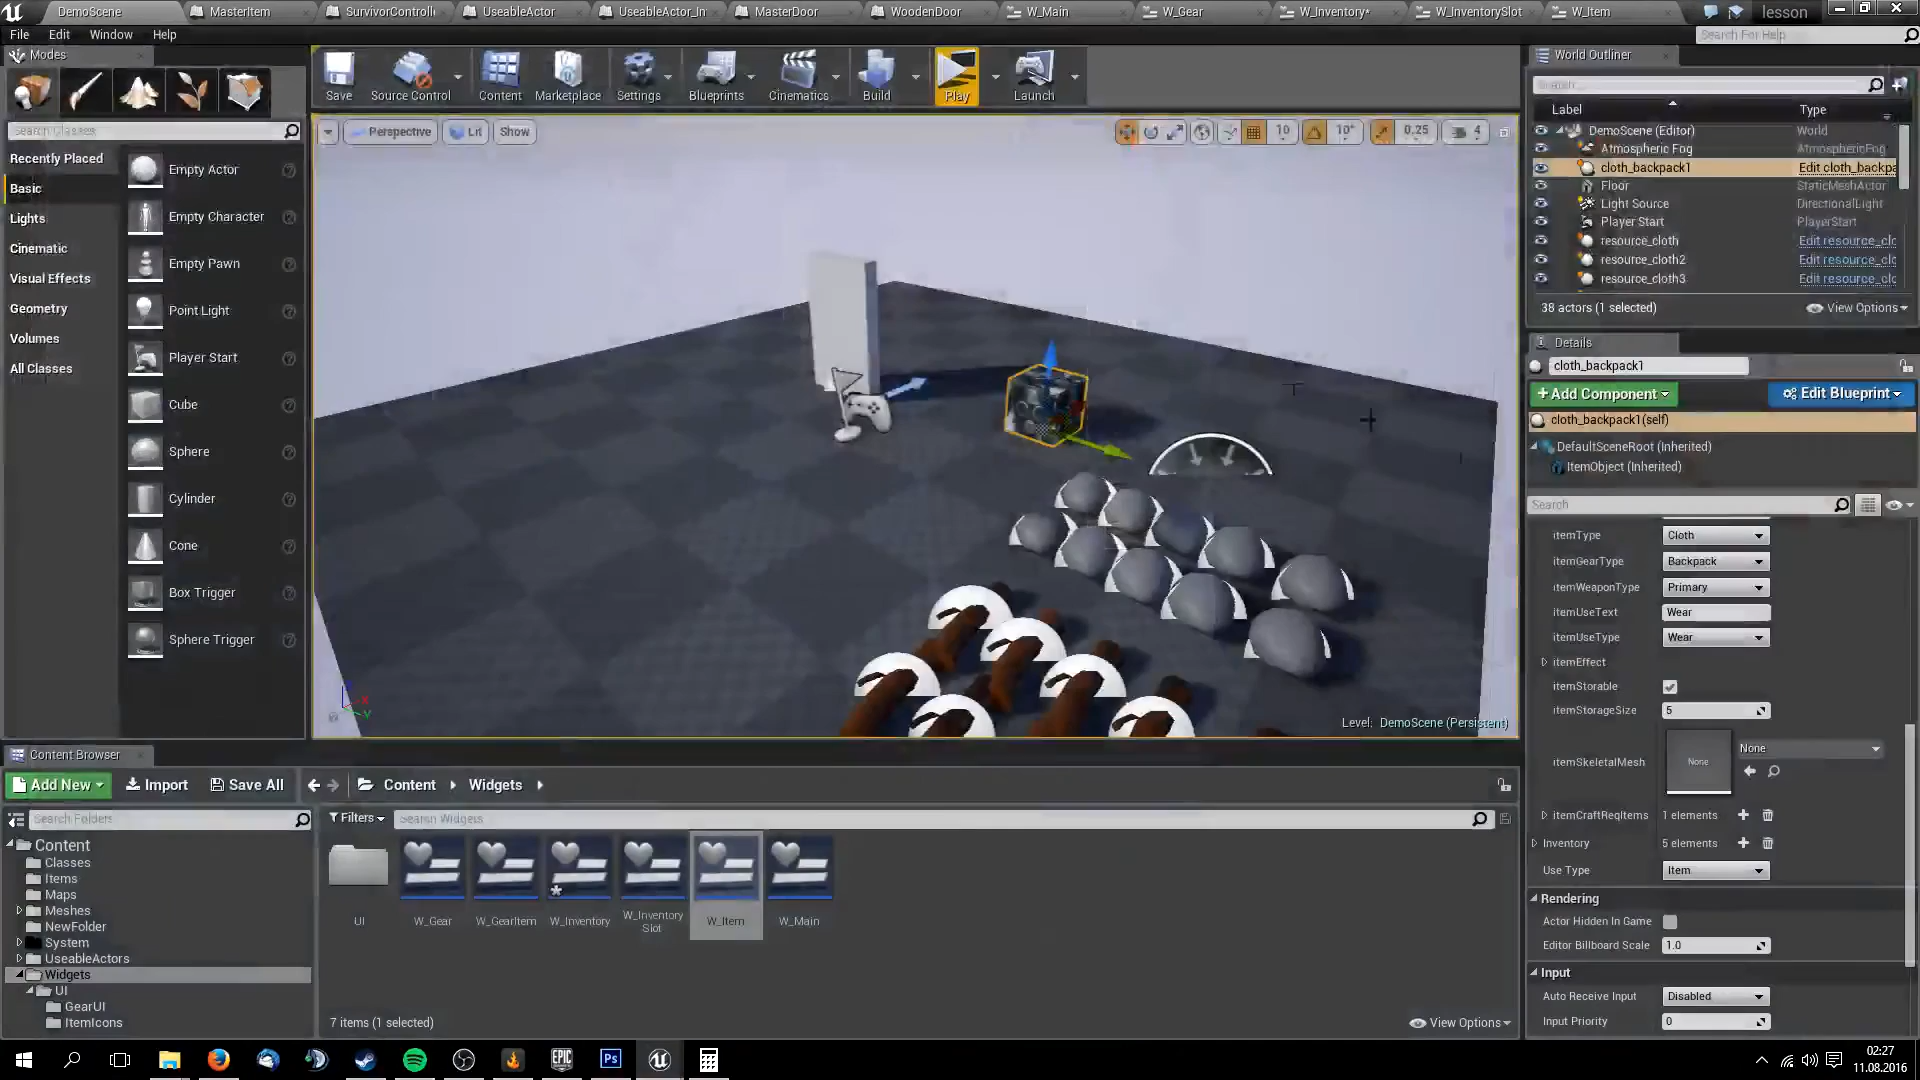 DemoScene
MasterItem
SurvivorControlle
UseableActor
UseableActor_In
MasterDoor
WoodenDoor
W_Main
W_Gear
W_Inventory*
W_InventorySlot
W_Item
lesson
File
Edit
Window
Help
Search For Help
Modes
Save
Source Control
Content
Marketplace
Settings
Blueprints
Cinematics
Build
Play
Launch
World Outliner
Search Classes
Perspective
Lit
Show
10
10°
0.25
4
Search...
Label
Type
Recently Placed
Basic
Lights
Cinematic
Visual Effects
Geometry
Volumes
All Classes
Empty Actor
Empty Character
Empty Pawn
Point Light
Player Start
Cube
Sphere
Cylinder
Cone
Box Trigger
Sphere Trigger
DemoScene (Editor)
World
Atmospheric Fog
AtmosphericFog
cloth_backpack1
Edit cloth_backpa
Floor
StaticMeshActor
Light Source
DirectionalLight
Player Start
PlayerStart
resource_cloth
Edit resource_clo
resource_cloth2
Edit resource_clo
resource_cloth3
Edit resource_clo
38 actors (1 selected)
View Options
Details
cloth_backpack1
Add Component
Edit Blueprint
cloth_backpack1(self)
DefaultSceneRoot (Inherited)
ItemObject (Inherited)
Search
itemType
Cloth
itemGearType
Backpack
itemWeaponType
Primary
itemUseText
Wear
itemUseType
Wear
itemEffect
itemStorable
itemStorageSize
5
itemSkeletalMesh
None
None
itemCraftReqItems
1 elements
Inventory
5 elements
Use Type
Item
Rendering
Actor Hidden In Game
Editor Billboard Scale
1.0
Input
Auto Receive Input
Disabled
Input Priority
0
Level: DemoScene (Persistent)
Content Browser
Add New
Import
Save All
Content
Widgets
Search Folders
Filters
Search Widgets
Content
Classes
Items
Maps
Meshes
NewFolder
System
UseableActors
Widgets
UI
GearUI
ItemIcons
UI
W_Gear
W_GearItem
W_Inventory
W_Inventory
Slot
W_Item
W_Main
7 items (1 selected)
View Options
EPIC
GAMES
Ps
02:27
11.08.2016